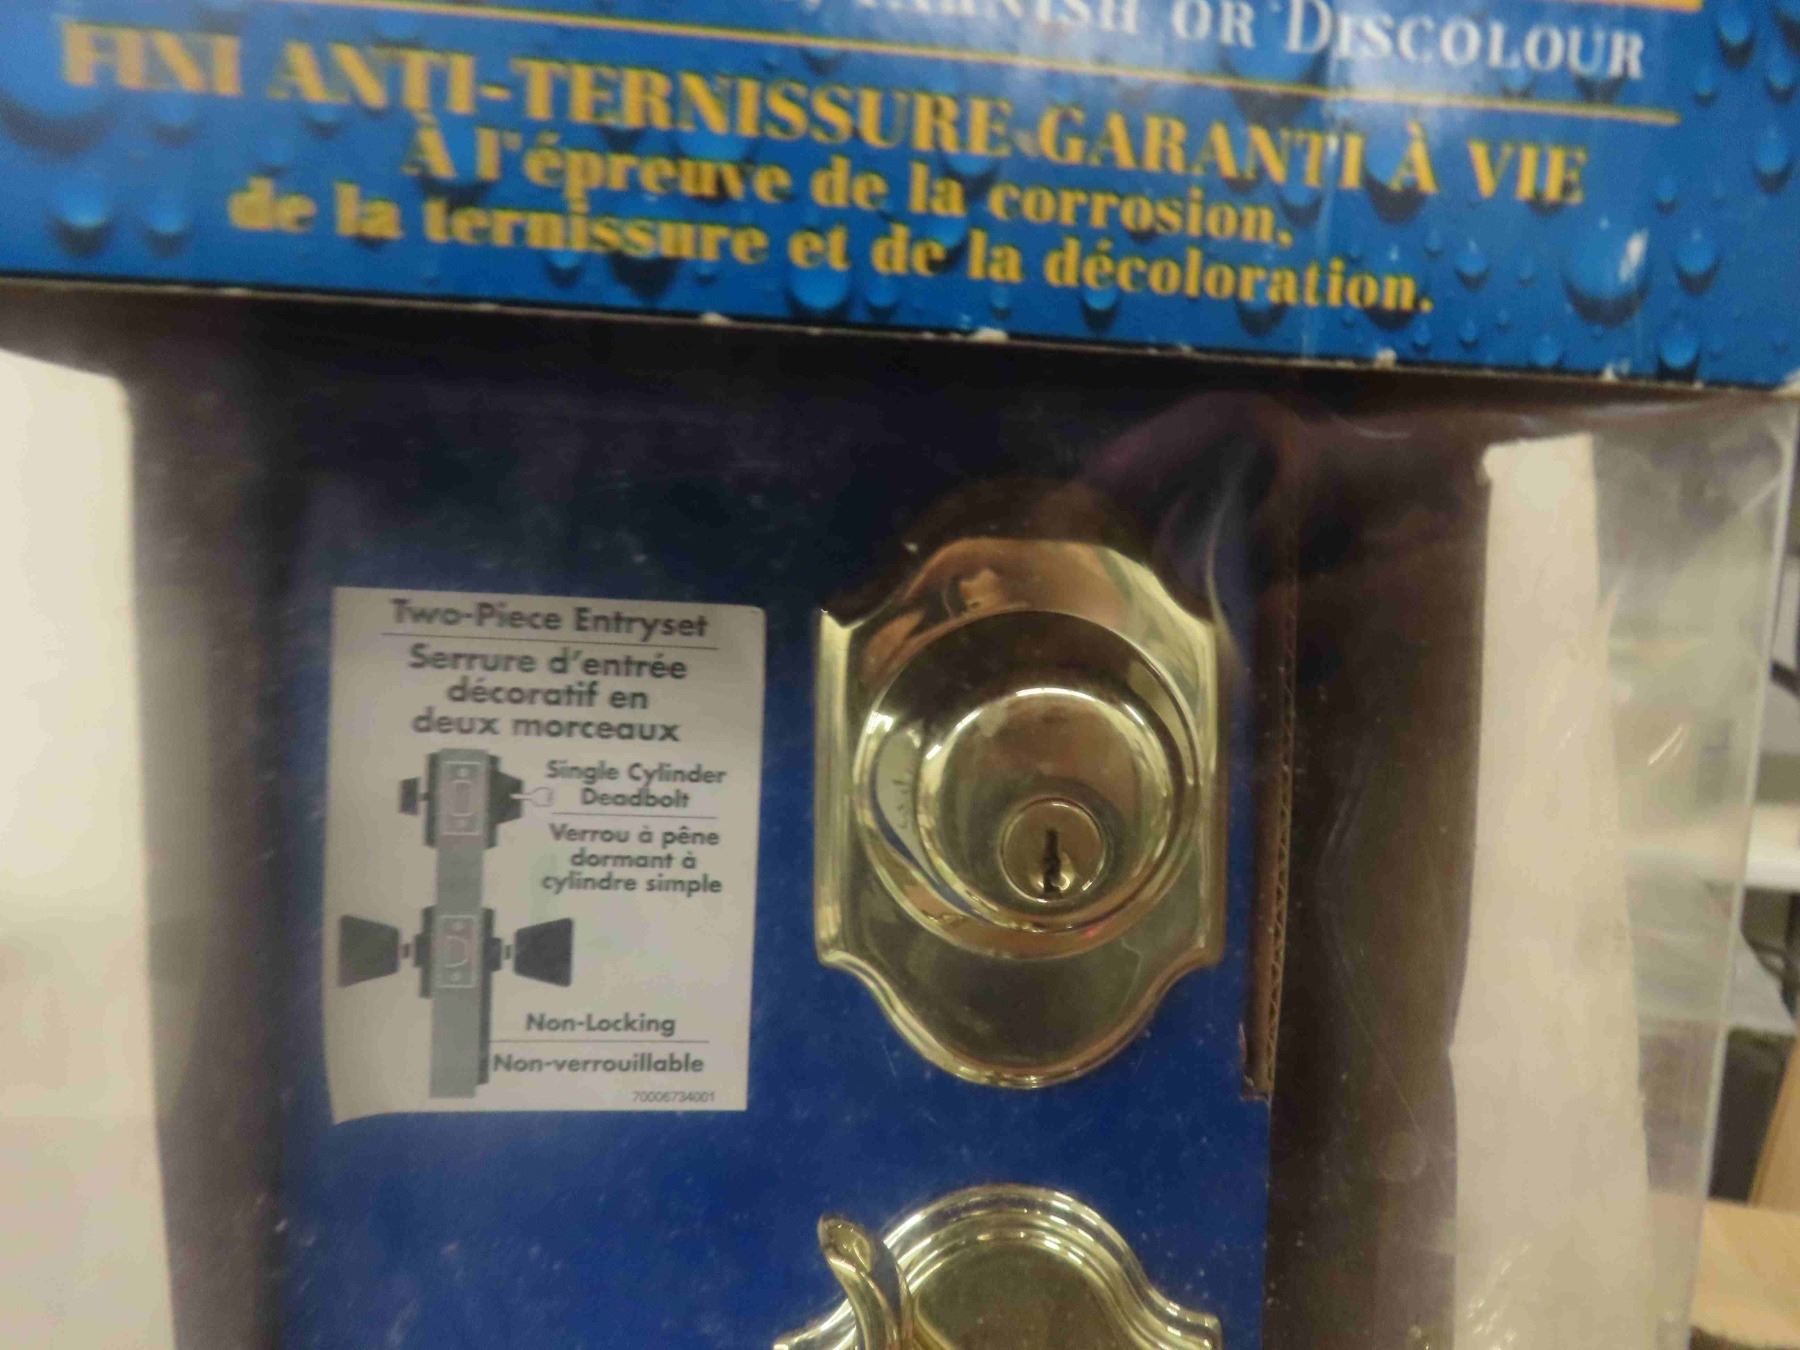 TARNISH OR DISCOLOUR
FINI ANTI-TERNISSURE GARANTI À VIE
À l'épreuve de la corrosion,
de la ternissure et de la décoloration.
Two-Piece Entryset
Serrure d'entrée
décoratif en
deux morceaux
Single Cylinder
Deadbolt
Verrou à pêne
dormant à
cylindre simple
Non-Locking
Non-verrouillable
70006734001